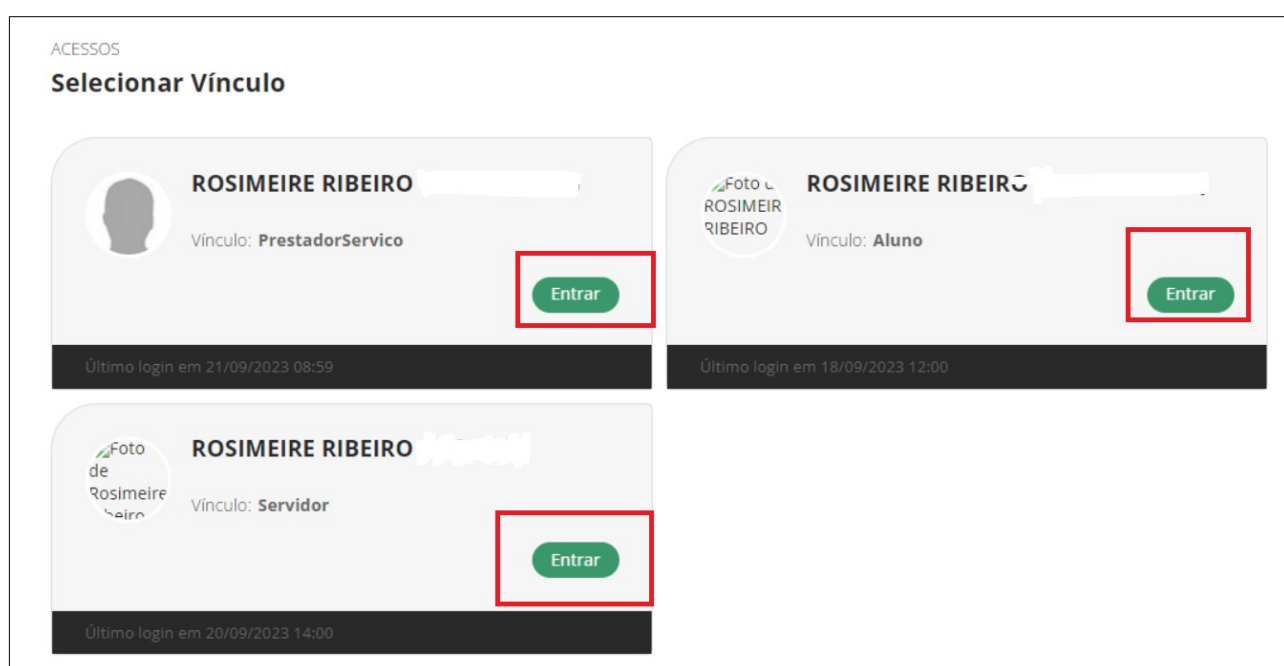 ACESSOS
Selecionar Vínculo
ROSIMEIRE RIBEIRO
Vínculo: PrestadorServico
Entrar
Último login em 21/09/2023 08:59
Foto
ROSIMEIR
RIBEIRO
ROSIMEIRE RIBEIRO
Vínculo: Aluno
Entrar
Último login em 18/09/2023 12:00
Foto
de
Rosimeire
ROSIMEIRE RIBEIRO
Vínculo: Servidor
Entrar
Último login em 20/09/2023 14:00